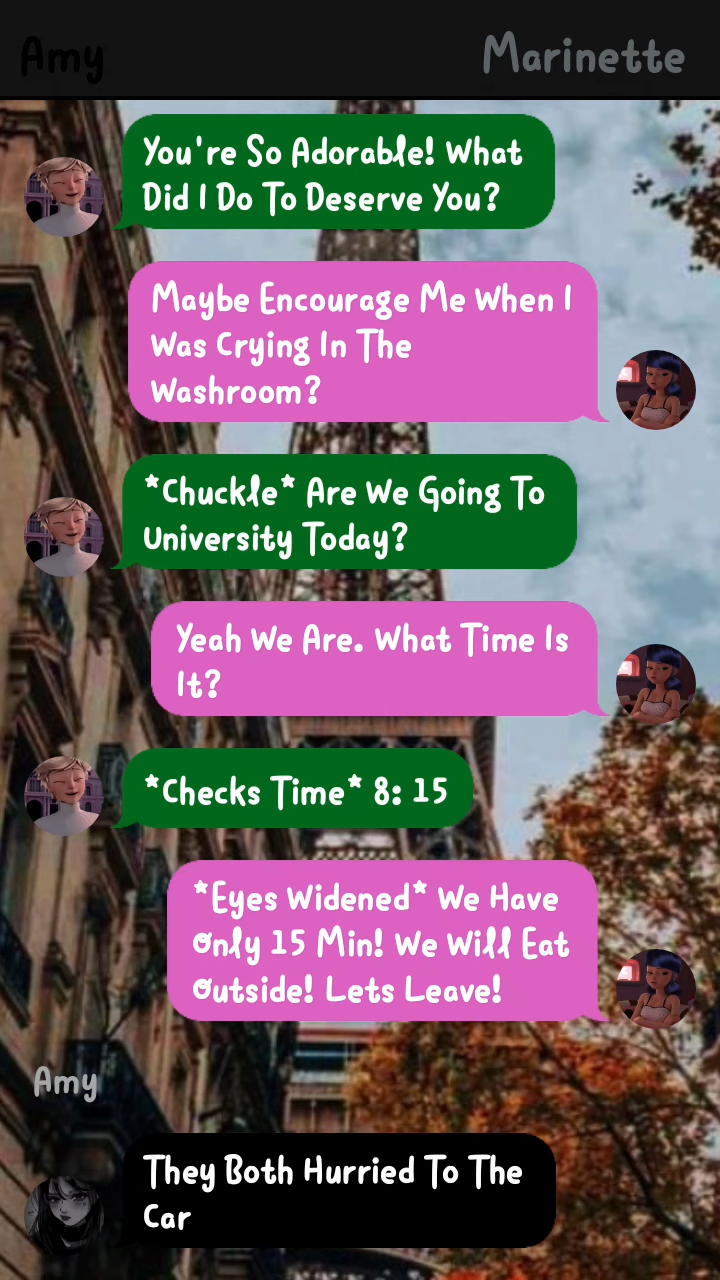 Amy
Marinette
You're So Adorable! What
Did I Do To Deserve You?
Maybe Encourage Me When I
Was Crying In The
Washroom?
*Chuckle* Are We Going To
University Today?
Yeah We Are. What Time Is
It?
*Checks Time* 8: 15
*Eyes Widened* We Have
Only 15 Min! We Will Eat
Outside! Lets Leave!
Amy
They Both Hurried To The
Car